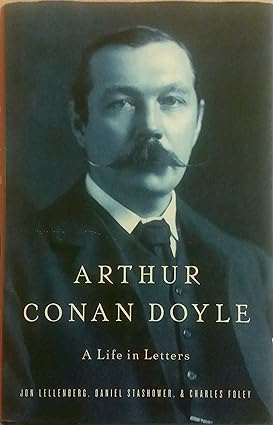 ARTHUR
CONAN DOYLE
A Life in Letters
JON LELLENBERG, DANIEL STASHOWER, & CHARLES FOLEY